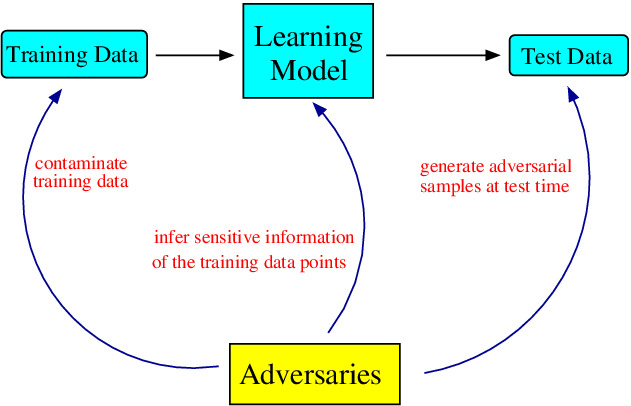 Training Data
Learning
Model
Test Data
contaminate
training data
generate adversarial
samples at test time
infer sensitive information
of the training data points
Adversaries